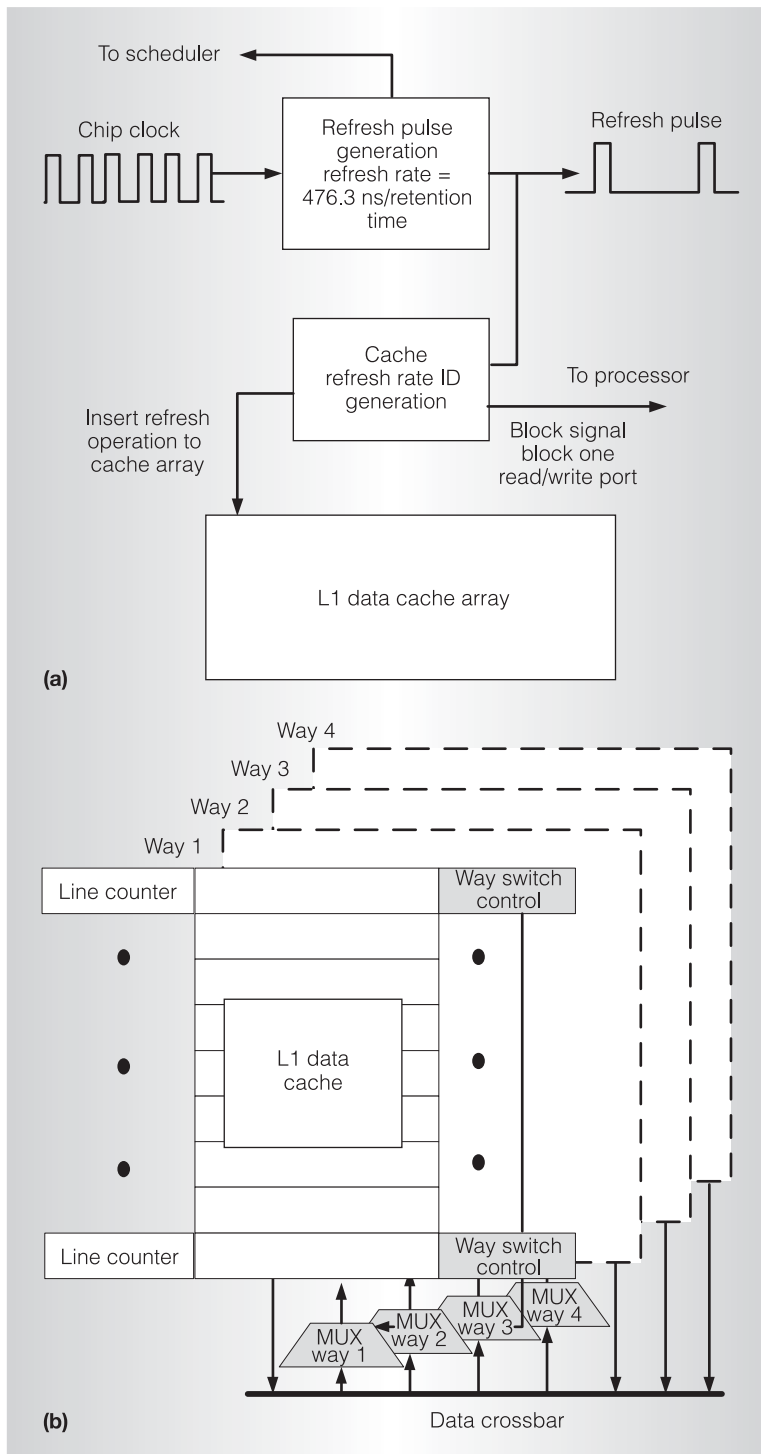 To scheduler
Chip clock
Refresh pulse
generation
refresh rate =
476.3 ns/retention
time
Refresh pulse
Cache
refresh rate ID
generation
To processor
Insert refresh
operation to
cache array
Block signal
block one
read/write port
L1 data cache array
(a)
Way 4
Way 3
Way 2
Way 1
Line counter
Way switch
control
L1 data
cache
Line counter
Way switch
control
MUX
way 1
MUX
way 2
MUX
way 3
MUX
way 4
Data crossbar
(b)